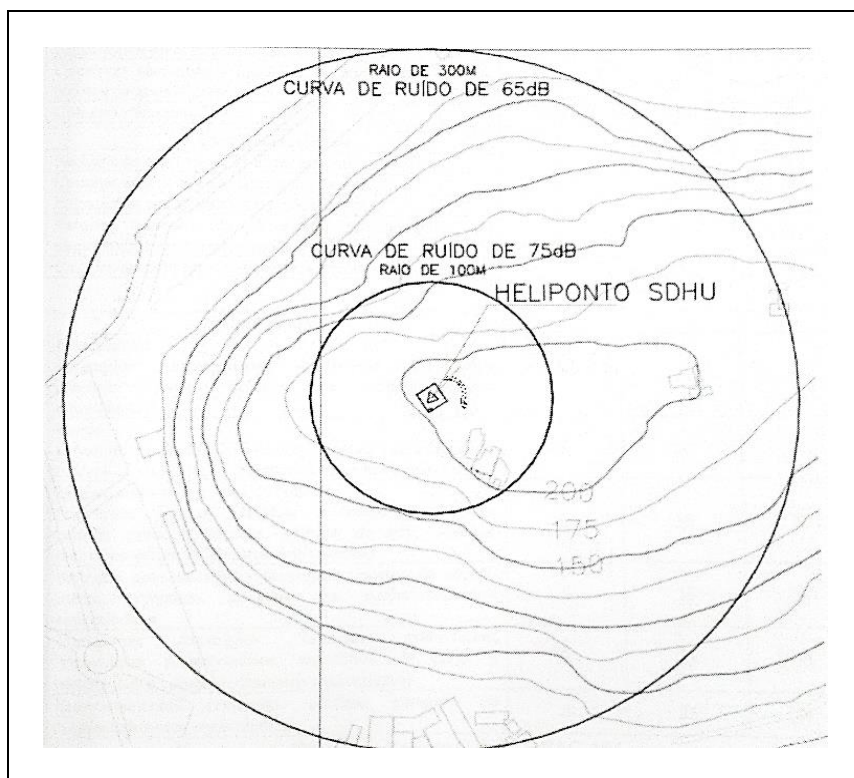 RAIO DE 300M
CURVA DE RUÍDO DE 65dB
CURVA DE RUÍDO DE 75dB
RAIO DE 100M
HELIPONTO SDHU
200
175
150